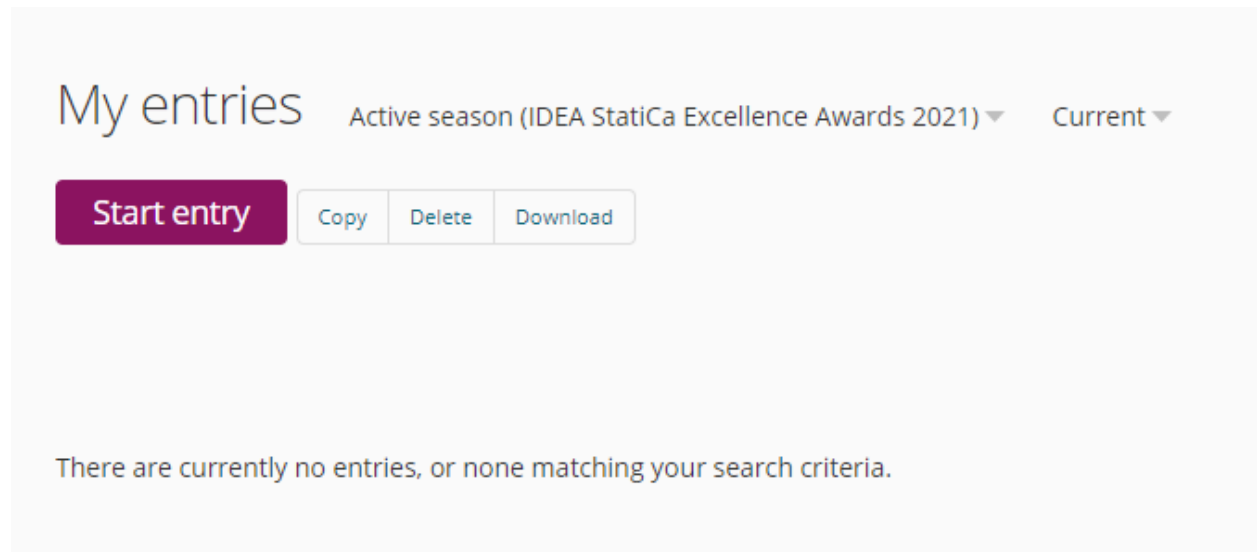 My entries Active season (IDEA StatiCa Excellence Awards 2021) Current
Start entry Copy Delete Download
There are currently no entries, or none matching your search criteria.